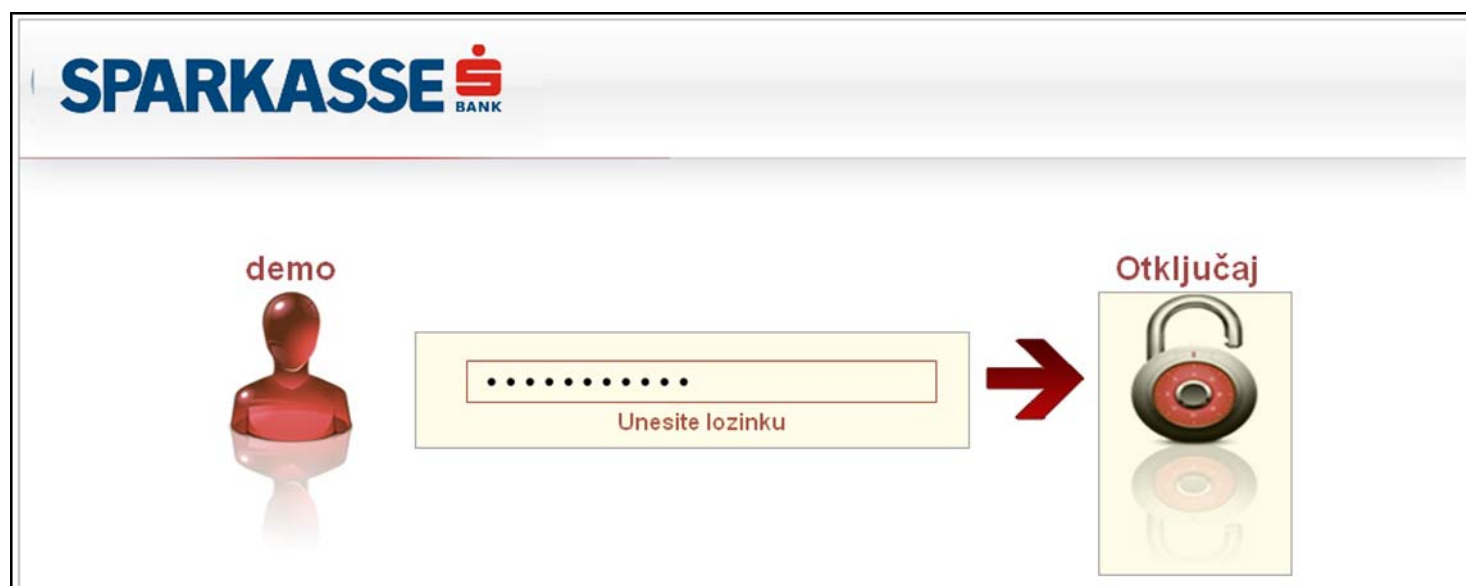 SPARKASSE
BANK
demo
Otključaj
•••••••••••
Unesite lozinku